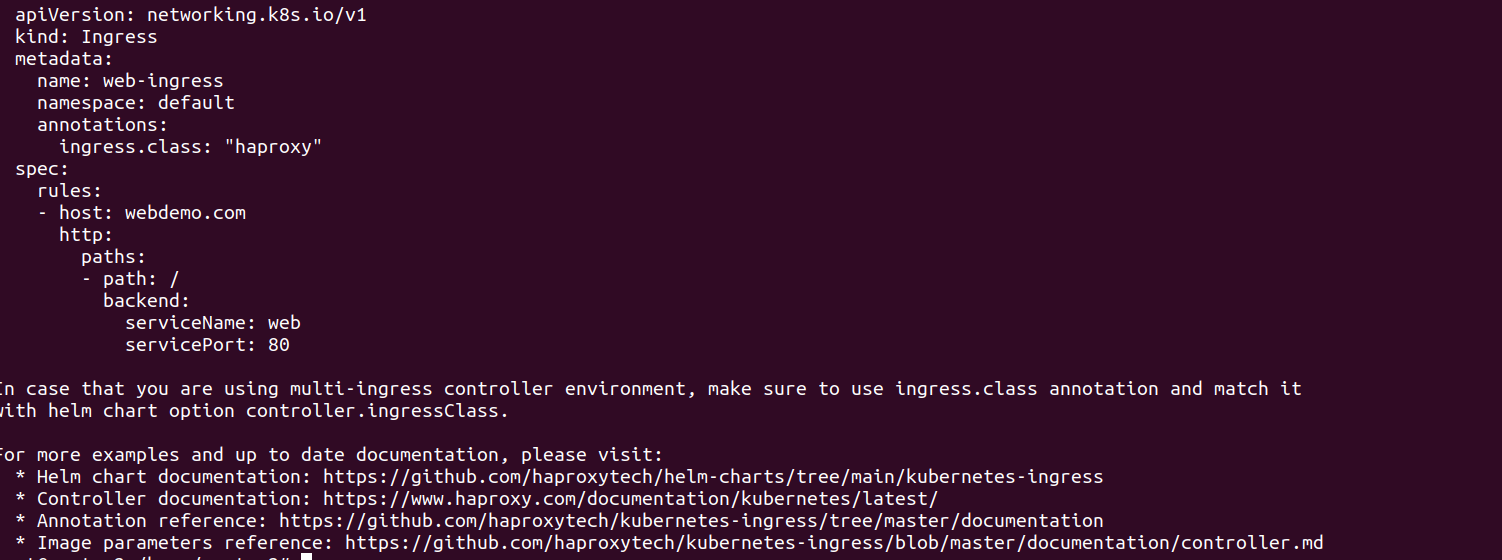 apiVersion: networking.k8s.io/v1
kind: Ingress
metadata:
  name: web-ingress
  namespace: default
  annotations:
    ingress.class: "haproxy"
spec:
  rules:
  - host: webdemo.com
    http:
      paths:
      - path: /
        backend:
          serviceName: web
          servicePort: 80
In case that you are using multi-ingress controller environment, make sure to use ingress.class annotation and match it
with helm chart option controller.ingressClass.
For more examples and up to date documentation, please visit:
  * Helm chart documentation: https://github.com/haproxytech/helm-charts/tree/main/kubernetes-ingress
  * Controller documentation: https://www.haproxy.com/documentation/kubernetes/latest/
  * Annotation reference: https://github.com/haproxytech/kubernetes-ingress/tree/master/documentation
  * Image parameters reference: https://github.com/haproxytech/kubernetes-ingress/blob/master/documentation/controller.md